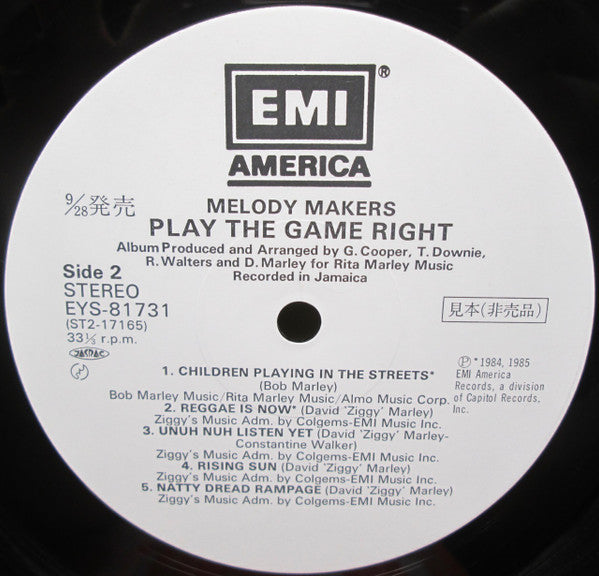 EMI
®
AMERICA
9/28発売
MELODY MAKERS
PLAY THE GAME RIGHT
Album Produced and Arranged by G. Cooper, T. Downie,
R. Walters and D. Marley for Rita Marley Music
Recorded in Jamaica
Side 2
STEREO
EYS-81731
(ST2-17165)
33⅓ r.p.m.
JASRAC
見本(非売品)
Ⓟ*1984, 1985
EMI America
Records, a division
of Capitol Records,
Inc.
1. CHILDREN PLAYING IN THE STREETS*
(Bob Marley)
Bob Marley Music/Rita Marley Music/Almo Music Corp.
2. REGGAE IS NOW* (David 'Ziggy' Marley)
Ziggy's Music Adm. by Colgems-EMI Music Inc.
3. UNUH NUH LISTEN YET (David 'Ziggy' Marley-
Constantine Walker)
Ziggy's Music Adm. by Colgems-EMI Music Inc.
4. RISING SUN (David 'Ziggy' Marley)
Ziggy's Music Adm. by Colgems-EMI Music Inc.
5. NATTY DREAD RAMPAGE (David 'Ziggy' Marley)
Ziggy's Music Adm. by Colgems-EMI Music Inc.